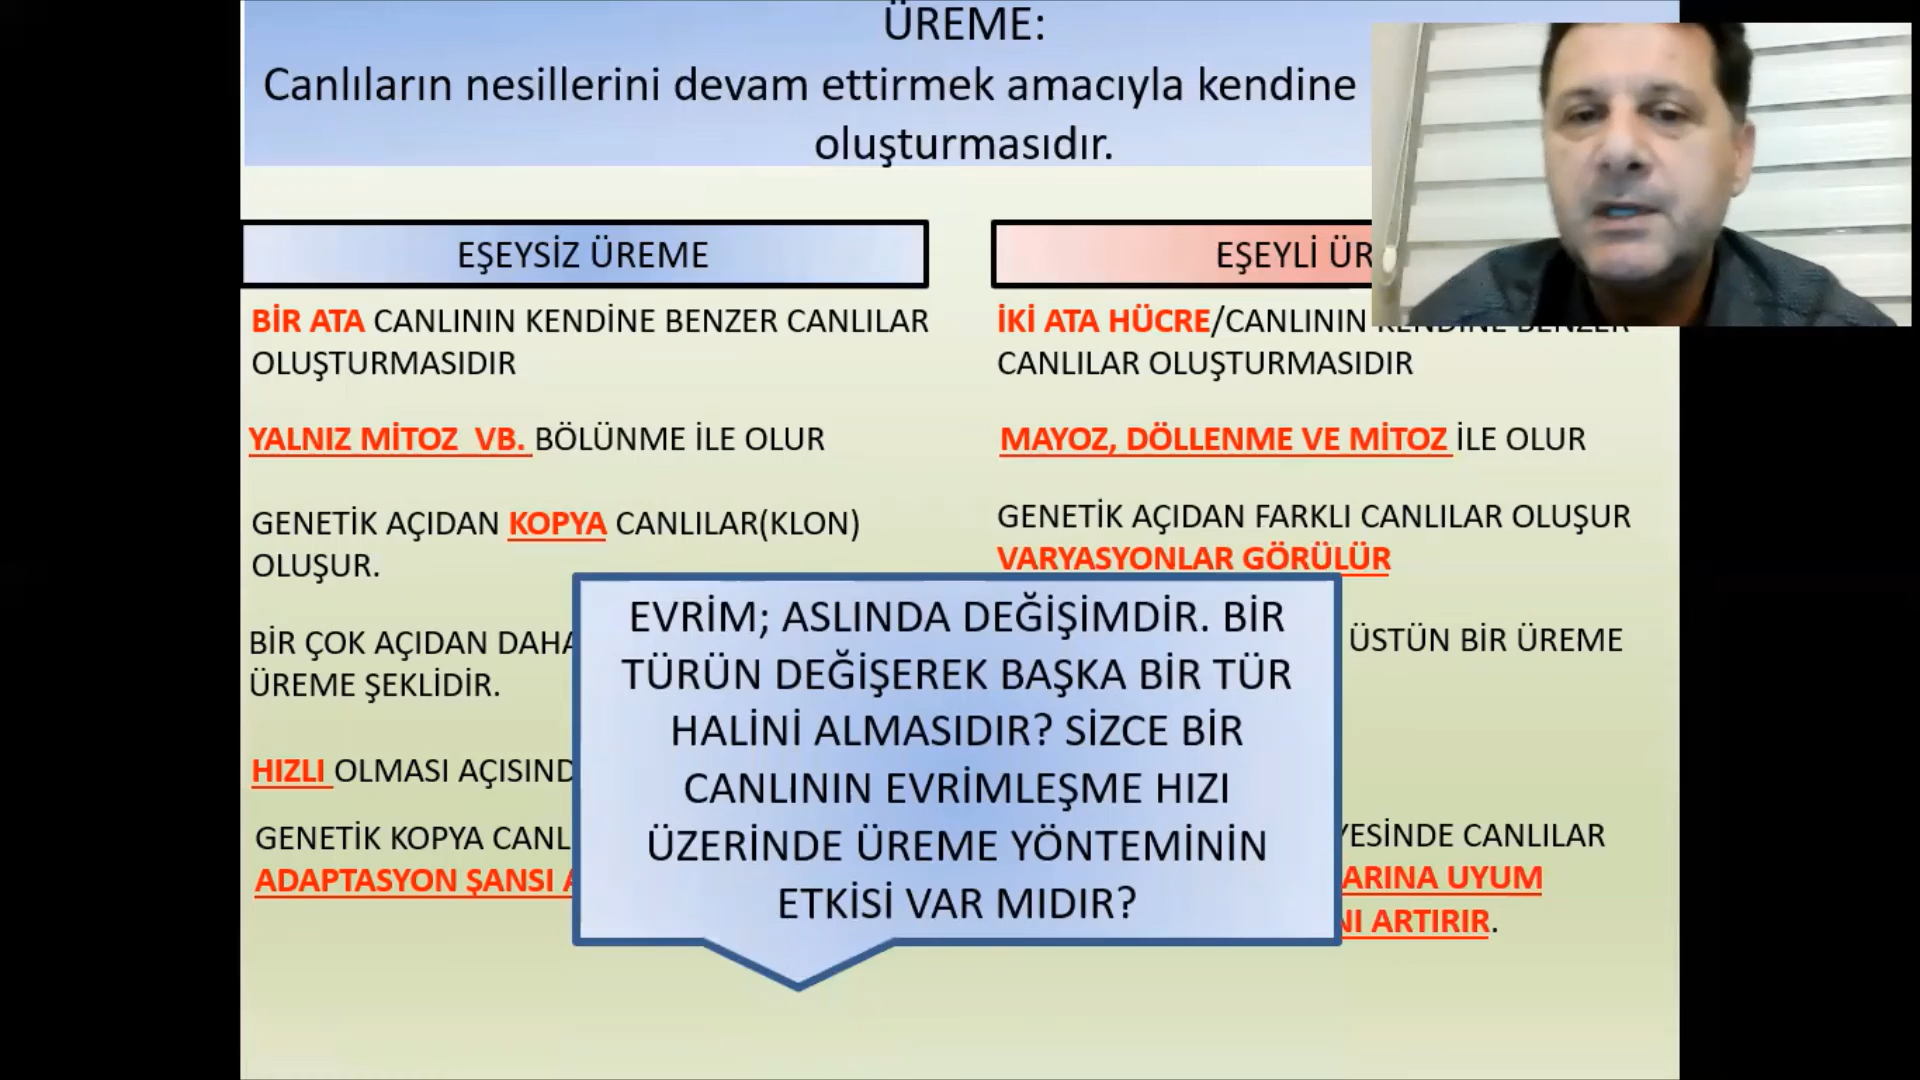 ÜREME:
Canlıların nesillerini devam ettirmek amacıyla kendine
oluşturmasıdır.
EŞEYSİZ ÜREME
BİR ATA CANLININ KENDİNE BENZER CANLILAR
OLUŞTURMASIDIR
YALNIZ MİTOZ VB. BÖLÜNME İLE OLUR
GENETİK AÇIDAN KOPYA CANLILAR(KLON)
OLUŞUR.
BİR ÇOK AÇIDAN DAHA
ÜREME ŞEKLİDİR.
HIZLI OLMASI AÇISIND
GENETİK KOPYA CANL
ADAPTASYON ŞANSI
EŞEYLİ ÜR
İKİ ATA HÜCRE/CANLININ KENDİNE BENZER
CANLILAR OLUŞTURMASIDIR
MAYOZ, DÖLLENME VE MİTOZ İLE OLUR
GENETİK AÇIDAN FARKLI CANLILAR OLUŞUR
VARYASYONLAR GÖRÜLÜR
ÜSTÜN BİR ÜREME
YESİNDE CANLILAR
ARINA UYUM
NI ARTIRIR.
EVRİM; ASLINDA DEĞİŞİMDİR. BİR
TÜRÜN DEĞİŞEREK BAŞKA BİR TÜR
HALİNİ ALMASIDIR? SİZCE BİR
CANLININ EVRİMLEŞME HIZI
ÜZERİNDE ÜREME YÖNTEMİNİN
ETKİSİ VAR MIDIR?